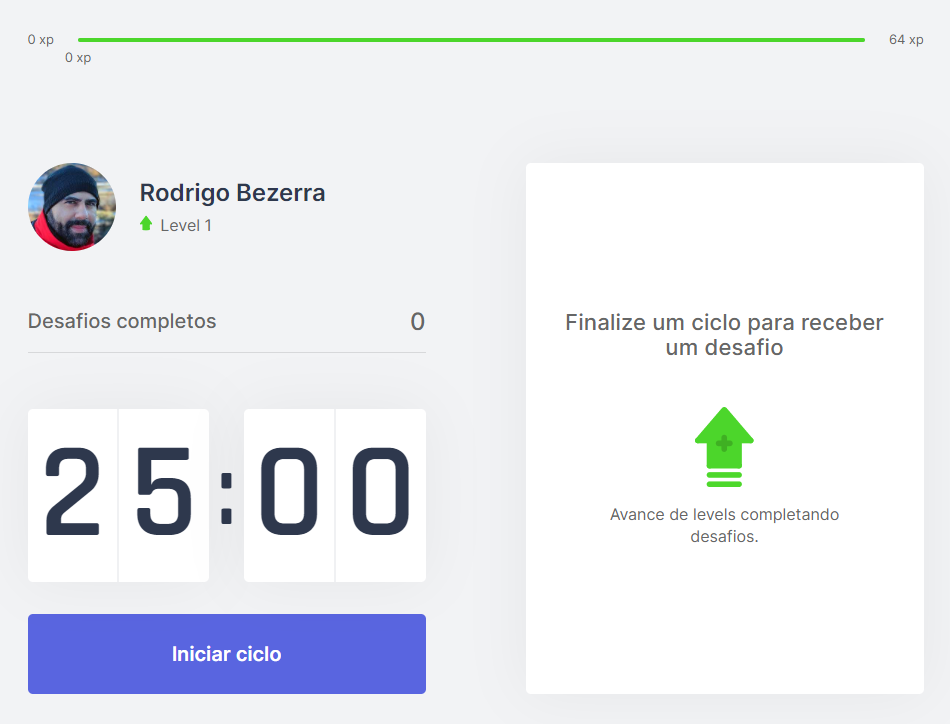 0 xp
64 xp
0 xp
Rodrigo Bezerra
Level 1
Desafios completos
0
25:00
Iniciar ciclo
Finalize um ciclo para receber
um desafio
Avance de levels completando
desafios.